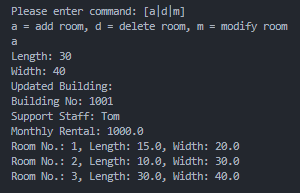 Please enter command: [a|d|m]
a = add room, d = delete room, m = modify room
a
Length: 30
Width: 40
Updated Building:
Building No: 1001
Support Staff: Tom
Monthly Rental: 1000.0
Room No.: 1, Length: 15.0, Width: 20.0
Room No.: 2, Length: 10.0, Width: 30.0
Room No.: 3, Length: 30.0, Width: 40.0